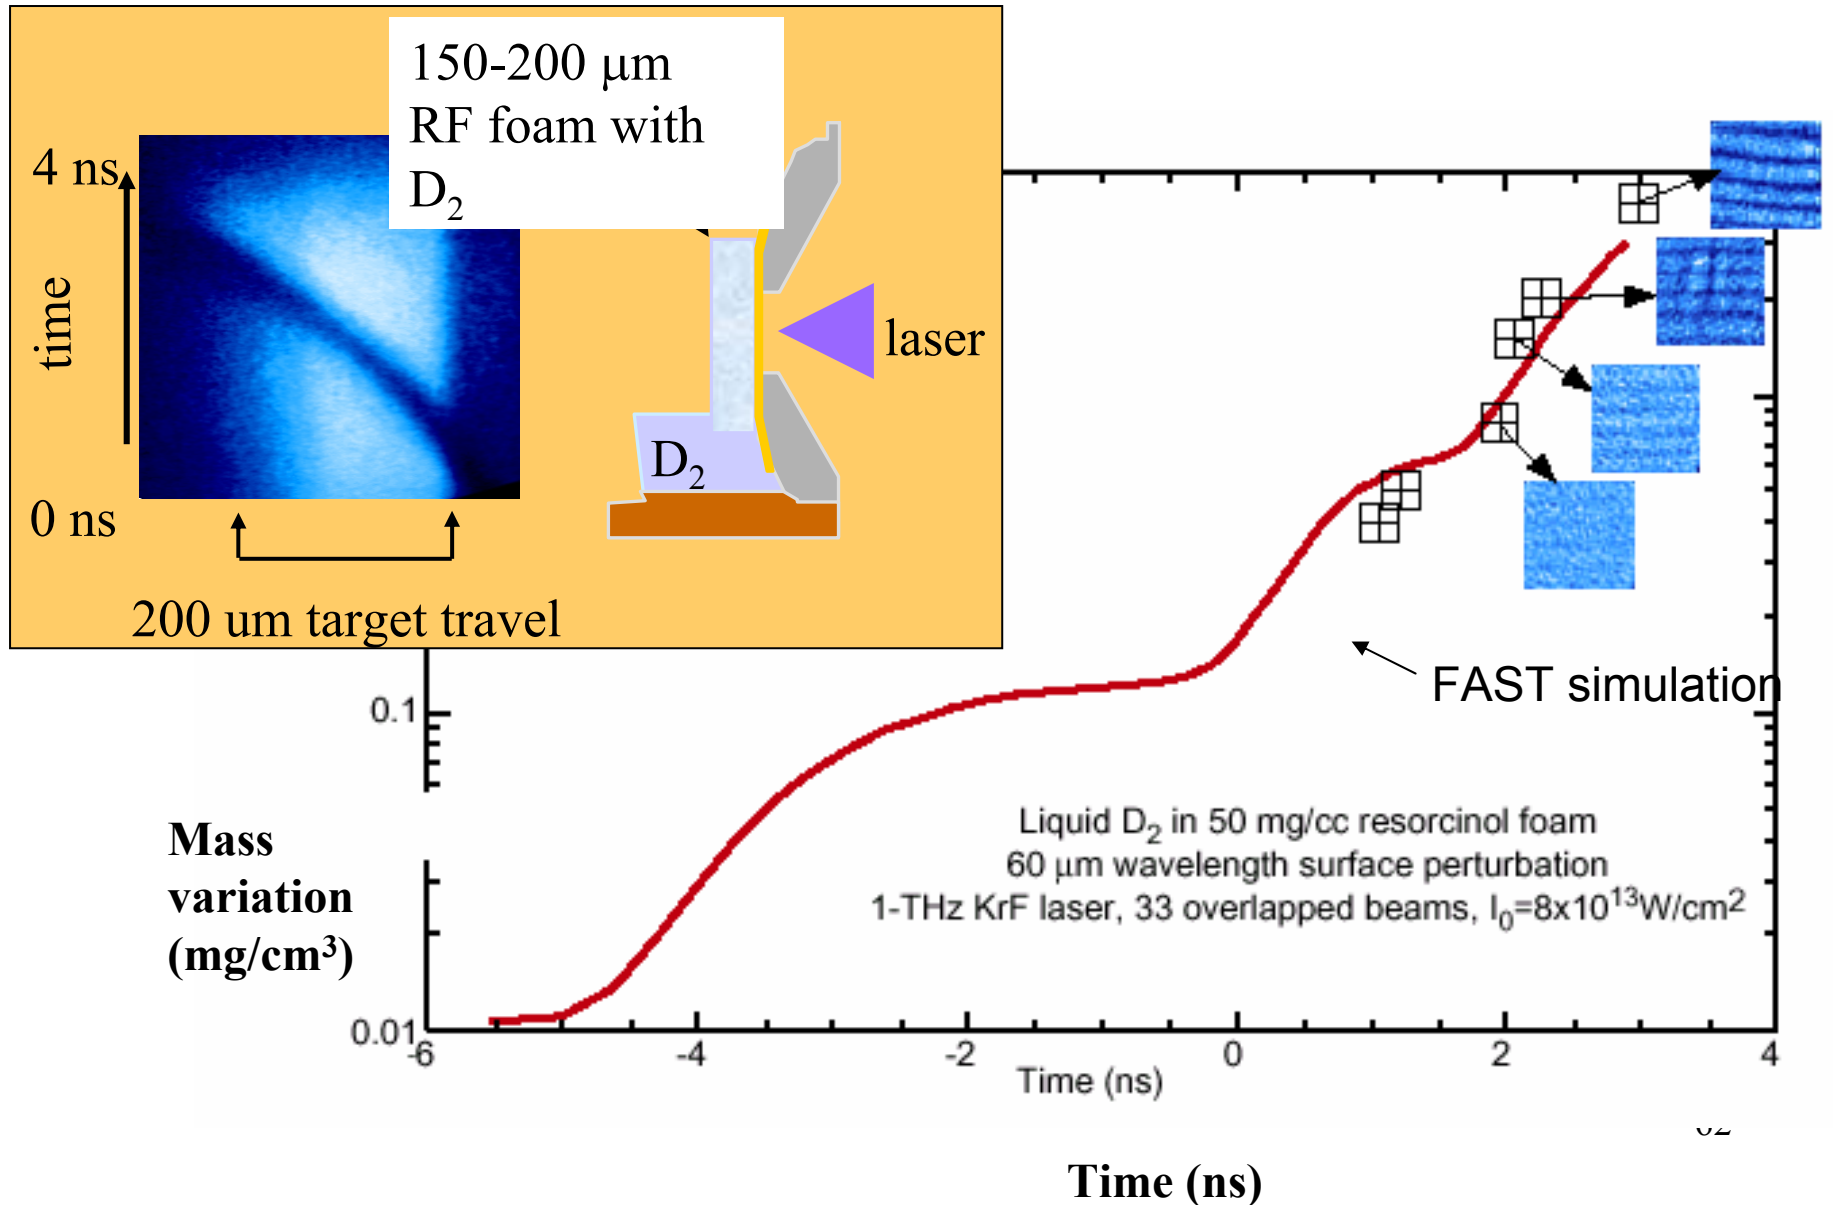 150-200 μm
RF foam with
D2
4 ns
time
0 ns
200 um target travel
laser
D2
FAST simulation
0.1
0.01
Mass
variation
(mg/cm³)
Liquid D2 in 50 mg/cc resorcinol foam
60 μm wavelength surface perturbation
1-THz KrF laser, 33 overlapped beams, I0=8x10¹³W/cm²
-6 -4 -2 0 2 4
Time (ns)
Time (ns)